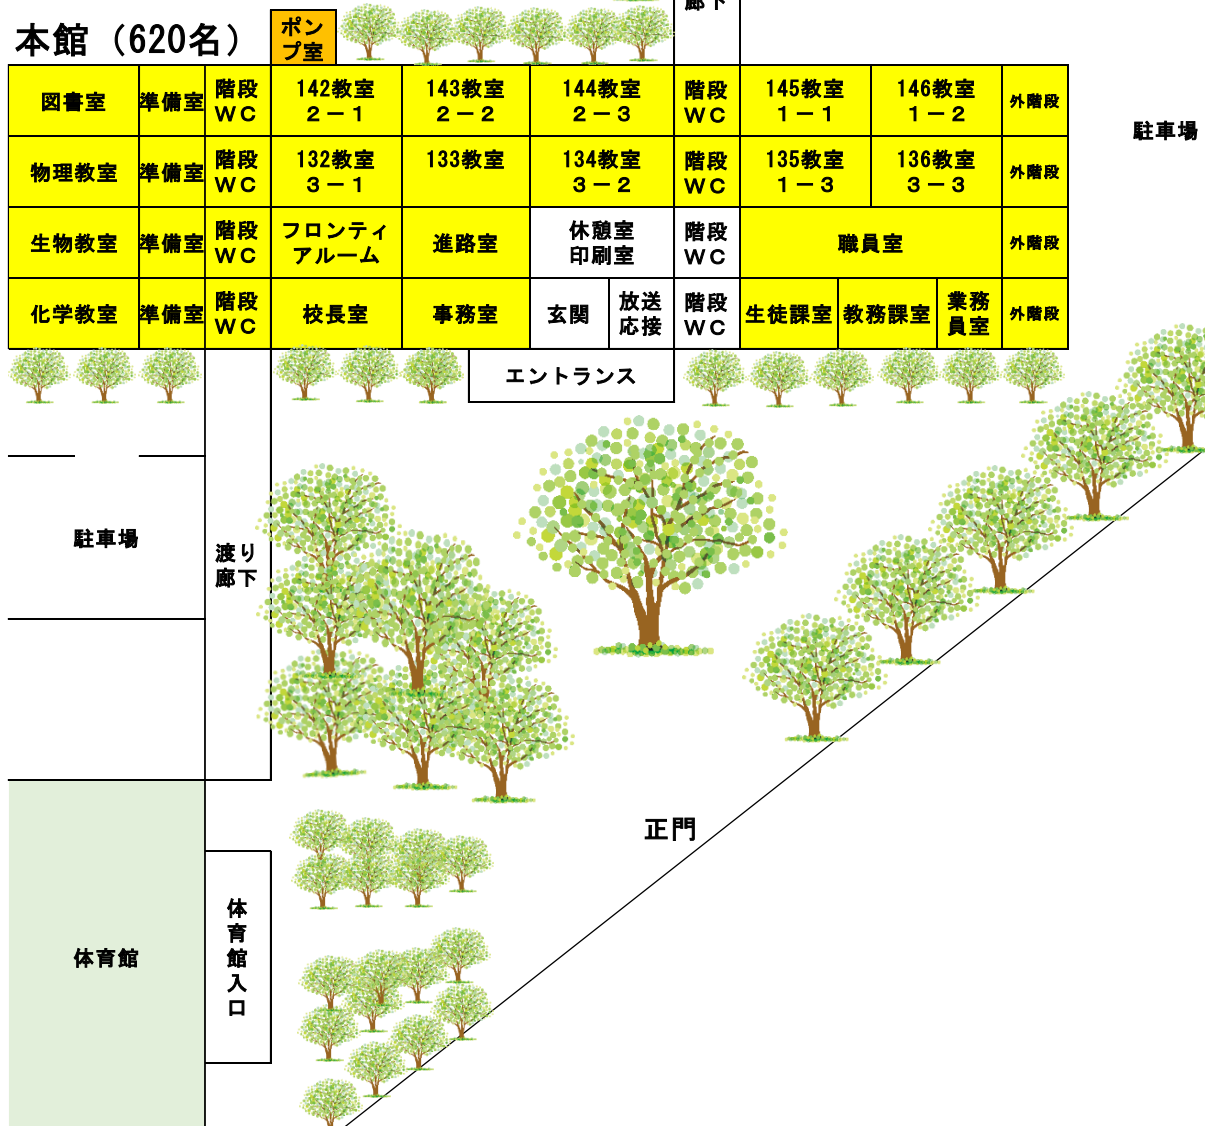 廊下
本館（620名）
ポン
プ室
図書室
準備室
階段
ＷＣ
142教室
２－１
143教室
２－２
144教室
２－３
階段
ＷＣ
145教室
１－１
146教室
１－２
外階段
駐車場
物理教室
準備室
階段
ＷＣ
132教室
３－１
133教室
134教室
３－２
階段
ＷＣ
135教室
１－３
136教室
３－３
外階段
生物教室
準備室
階段
ＷＣ
フロンティ
アルーム
進路室
休憩室
印刷室
階段
ＷＣ
職員室
外階段
化学教室
準備室
階段
ＷＣ
校長室
事務室
玄関
放送
応接
階段
ＷＣ
生徒課室
教務課室
業務
員室
外階段
エントランス
駐車場
渡り
廊下
正門
体育館
体
育
館
入
口